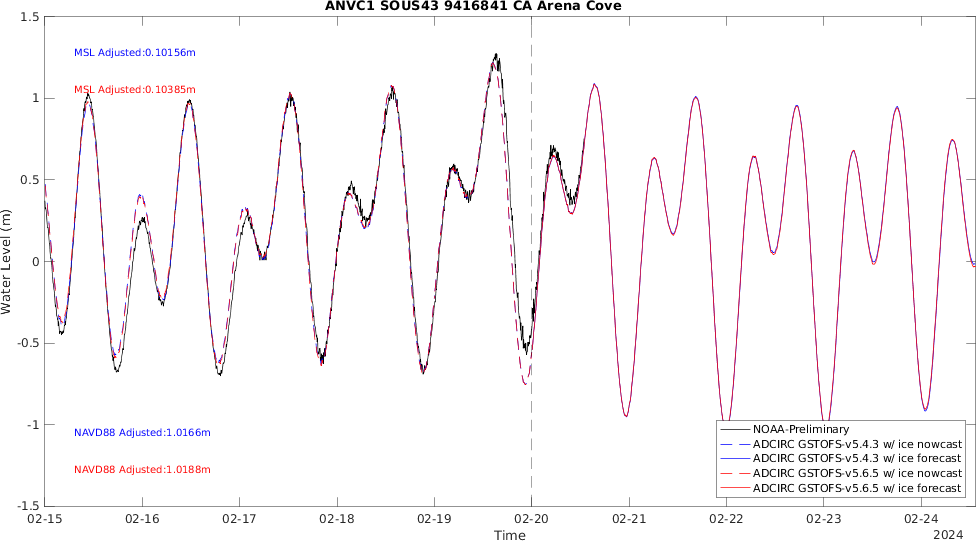 ANVC1 SOUS43 9416841 CA Arena Cove
1.5
1
0.5
0
-0.5
-1
-1.5
Water Level (m)
MSL Adjusted:0.10156m
MSL Adjusted:0.10385m
NAVD88 Adjusted:1.0166m
NAVD88 Adjusted:1.0188m
NOAA-Preliminary
ADCIRC GSTOFS-v5.4.3 w/ ice nowcast
ADCIRC GSTOFS-v5.4.3 w/ ice forecast
ADCIRC GSTOFS-v5.6.5 w/ ice nowcast
ADCIRC GSTOFS-v5.6.5 w/ ice forecast
02-15 02-16 02-17 02-18 02-19 02-20 02-21 02-22 02-23 02-24
Time
2024